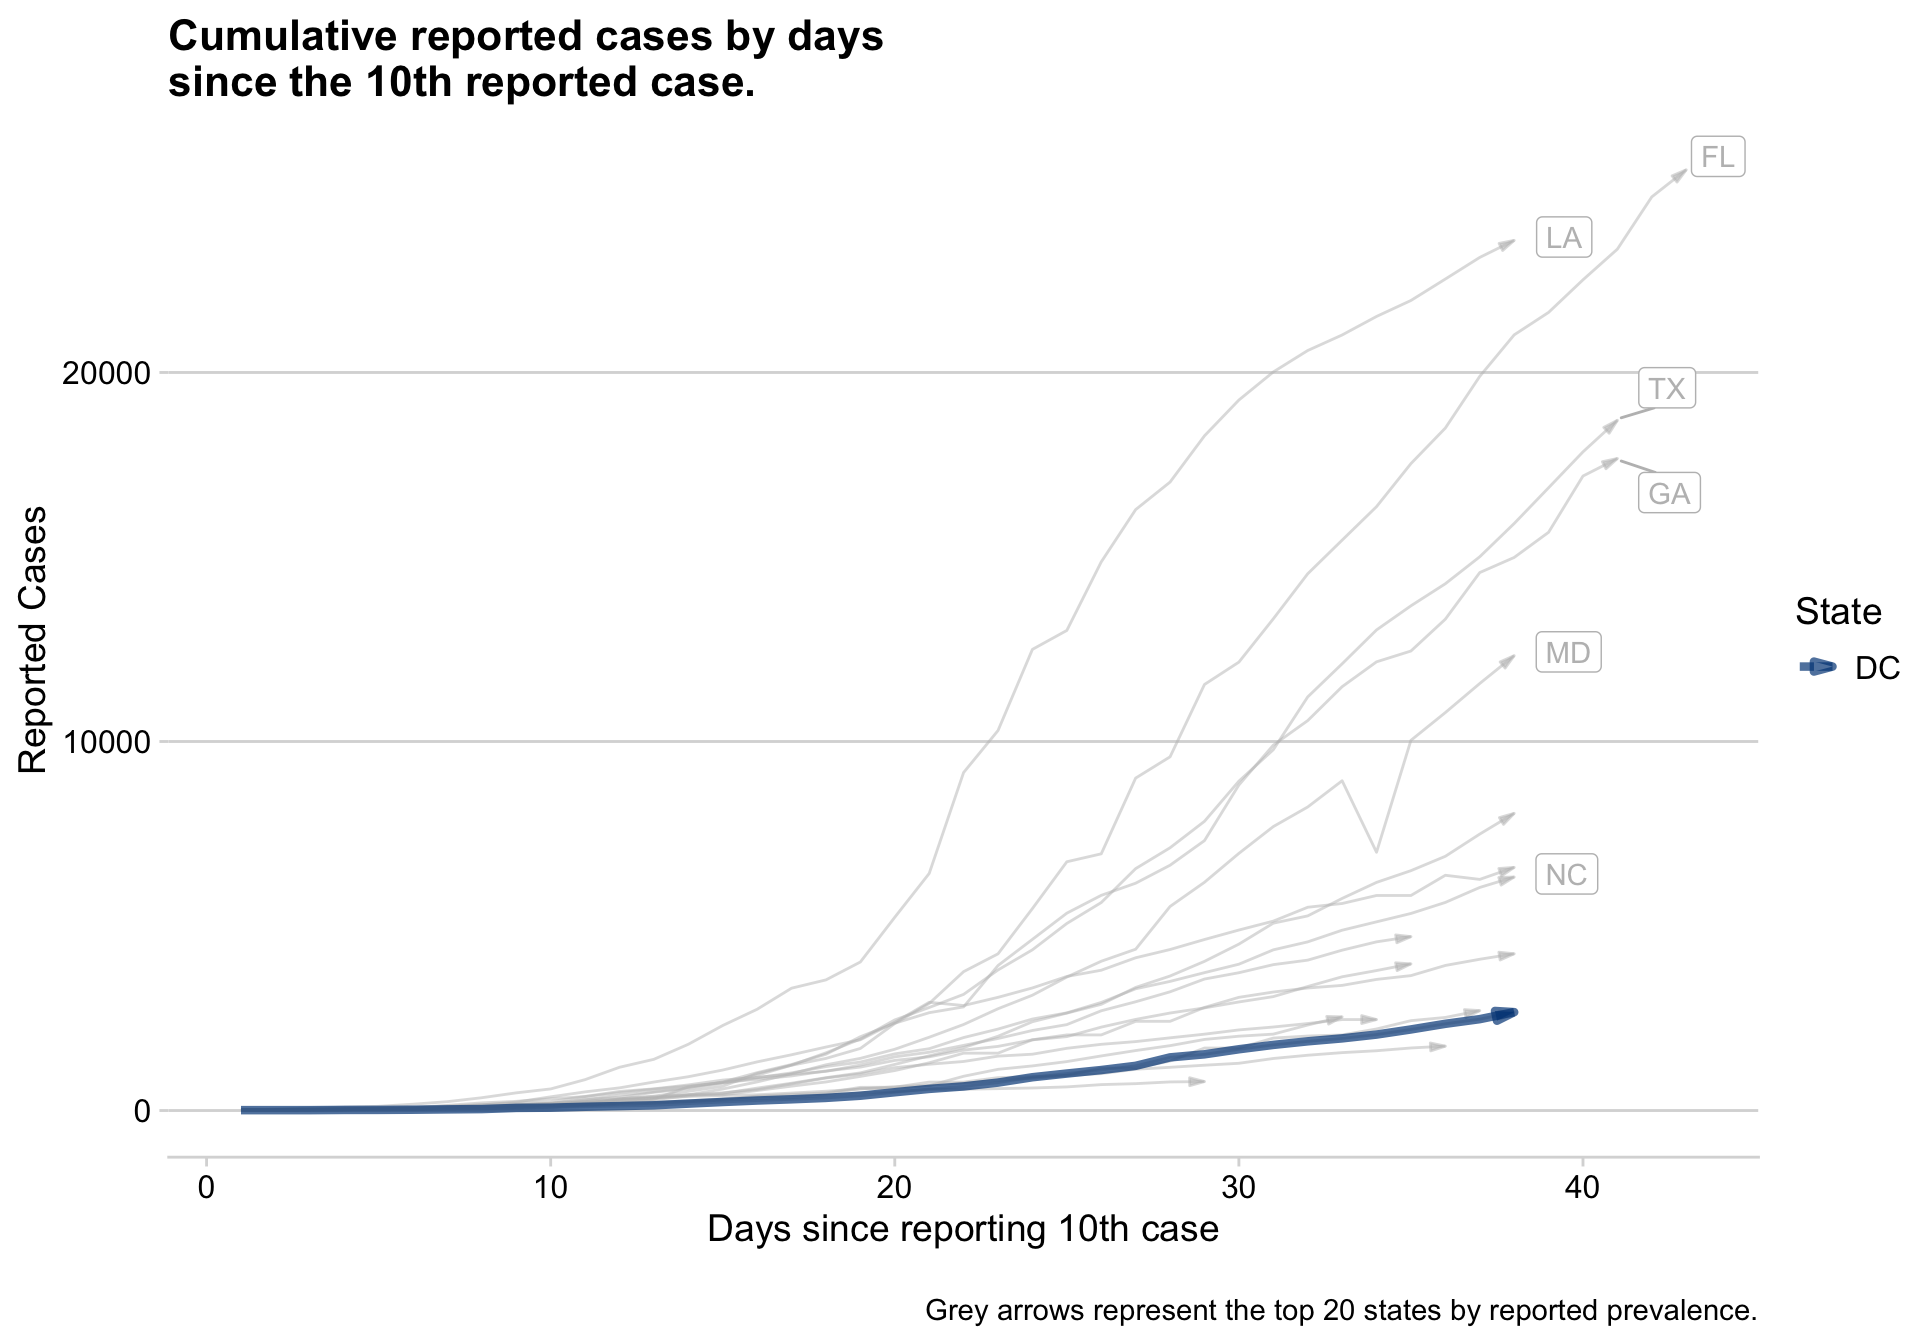 Cumulative reported cases by days
since the 10th reported case.
FL
LA
20000
TX
GA
Reported Cases
State
MD
DC
10000
NC
0
0 10 20 30 40
Days since reporting 10th case
Grey arrows represent the top 20 states by reported prevalence.